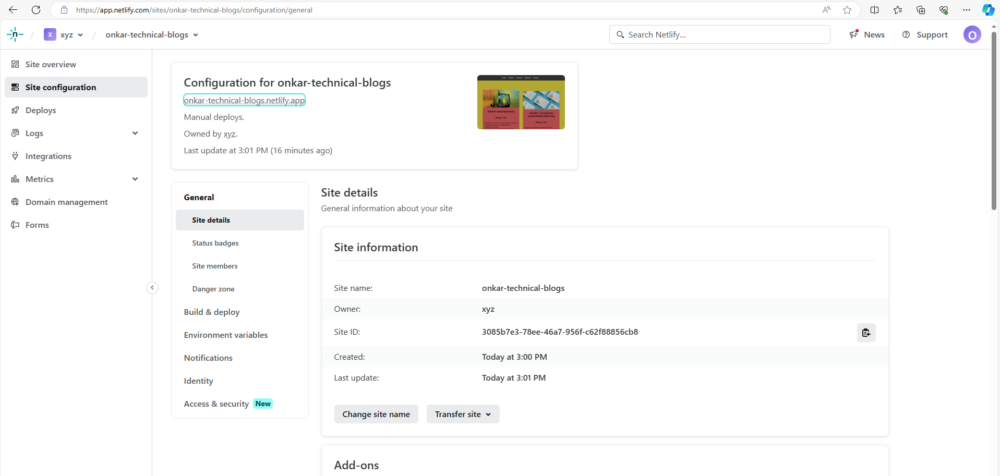 https://app.netlify.com/sites/onkar-technical-blogs/configuration/general
n / X xyz / onkar-technical-blogs
Search Netlify...
News
Support
O
Site overview
Site configuration
Deploys
Logs
Integrations
Metrics
Domain management
Forms
Configuration for onkar-technical-blogs
onkar-technical-blogs.netlify.app
Manual deploys.
Owned by xyz.
Last update at 3:01 PM (16 minutes ago)
General
Site details
Status badges
Site members
Danger zone
Build & deploy
Environment variables
Notifications
Identity
Access & security New
Site details
General information about your site
Site information
Site name: onkar-technical-blogs
Owner: xyz
Site ID: 3085b7e3-78ee-46a7-956f-c62f88856cb8
Created: Today at 3:00 PM
Last update: Today at 3:01 PM
Change site name
Transfer site
Add-ons